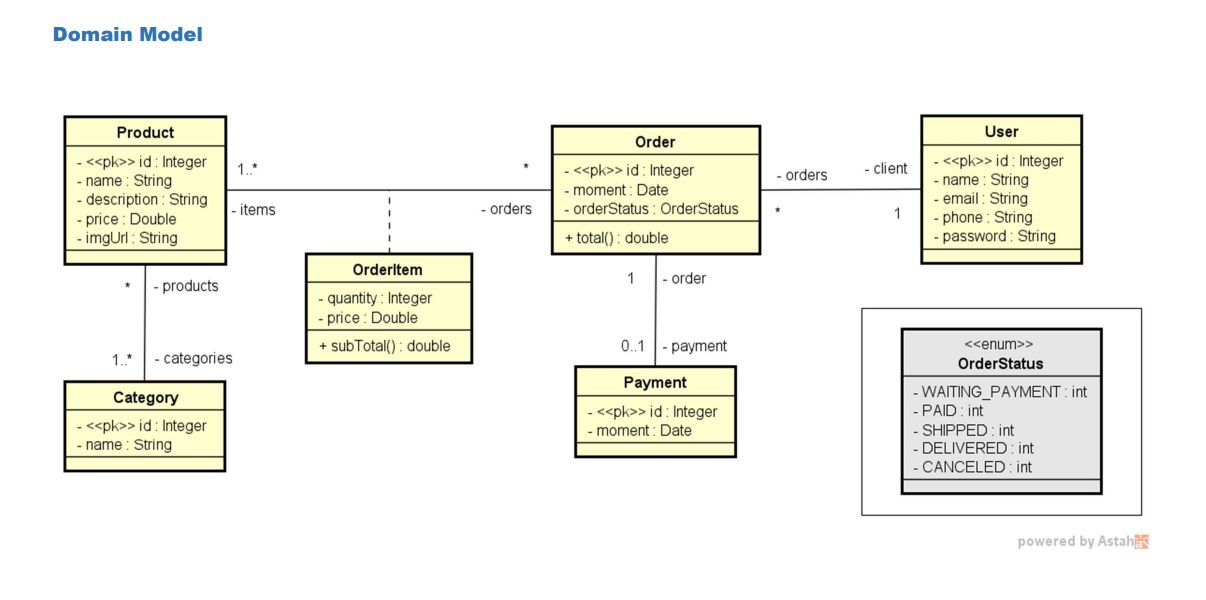 Domain Model
Product
- <<pk>> id : Integer
- name : String
- description : String
- price : Double
- imgUrl : String
1..*
- items
*
- orders
OrderItem
- quantity : Integer
- price : Double
+ subTotal() : double
Order
- <<pk>> id : Integer
- moment : Date
- orderStatus : OrderStatus
+ total() : double
- orders
*
- client
1
User
- <<pk>> id : Integer
- name : String
- email : String
- phone : String
- password : String
* - products
1..* - categories
Category
- <<pk>> id : Integer
- name : String
1 - order
0..1 - payment
Payment
- <<pk>> id : Integer
- moment : Date
<<enum>>
OrderStatus
- WAITING_PAYMENT : int
- PAID : int
- SHIPPED : int
- DELIVERED : int
- CANCELED : int
powered by Astah